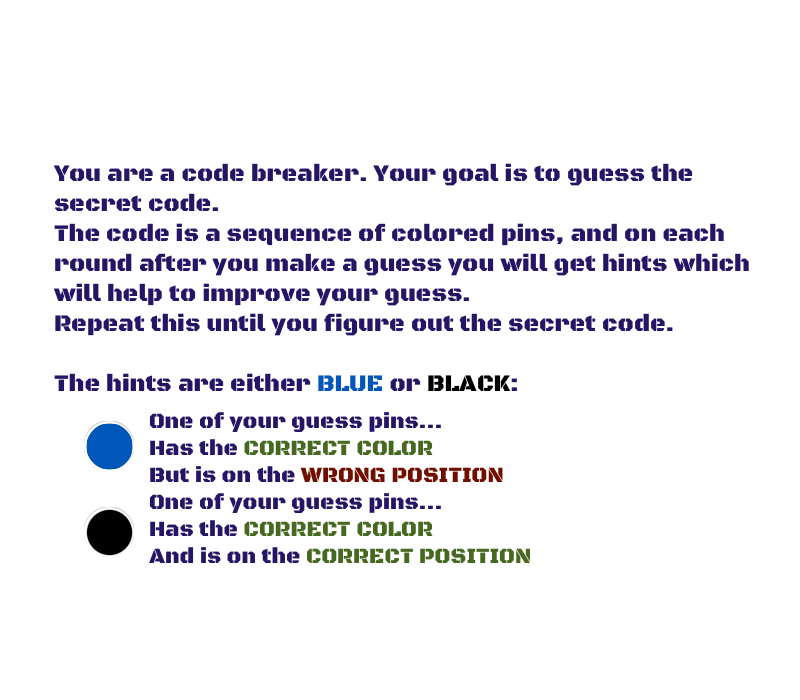 You are a code breaker. Your goal is to guess the
secret code.
The code is a sequence of colored pins, and on each
round after you make a guess you will get hints which
will help to improve your guess.
Repeat this until you figure out the secret code.
The hints are either BLUE or BLACK:
One of your guess pins...
Has the CORRECT COLOR
But is on the WRONG POSITION
One of your guess pins...
Has the CORRECT COLOR
And is on the CORRECT POSITION